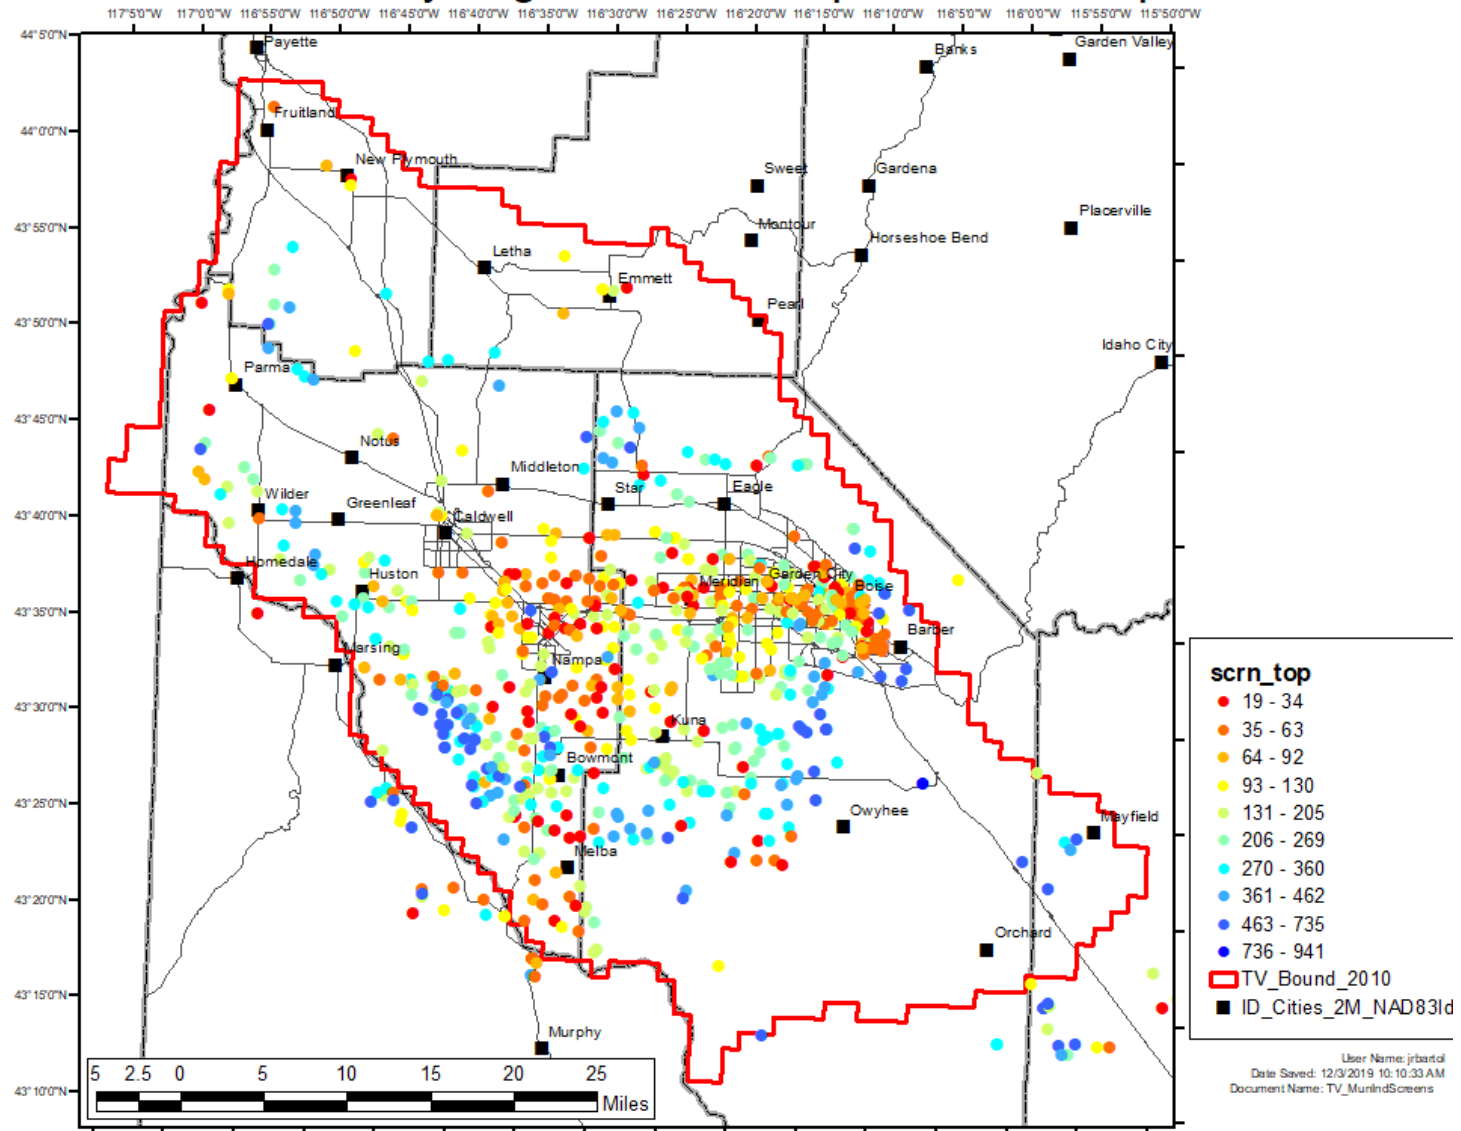 117°5'0"W 117°0'0"W 116°55'0"W 116°50'0"W 116°45'0"W 116°40'0"W 116°35'0"W 116°30'0"W 116°25'0"W 116°20'0"W 116°15'0"W 116°10'0"W 116°5'0"W 116°0'0"W 115°55'0"W 115°50'0"W
44°5'0"N
Payette
Banks
Garden Valley
44°0'0"N
Fruitland
New Plymouth
Sweet
Gardena
43°55'0"N
Placerville
Montour
Horseshoe Bend
Letha
Emmett
43°50'0"N
Pearl
Idaho City
Parma
43°45'0"N
Notus
Middleton
Star
Eagle
Wilder
Greenleaf
43°40'0"N
Caldwell
Homedale
Huston
Meridian
Garden City
Boise
43°35'0"N
Barber
Marsing
Nampa
43°30'0"N
Kuna
Bowmont
43°25'0"N
Owyhee
Mayfield
Melba
43°20'0"N
Orchard
43°15'0"N
Murphy
43°10'0"N
5 2.5 0 5 10 15 20 25
Miles
scrn_top
19 - 34
35 - 63
64 - 92
93 - 130
131 - 205
206 - 269
270 - 360
361 - 462
463 - 735
736 - 941
TV_Bound_2010
ID_Cities_2M_NAD83Id
User Name: jrbartol
Date Saved: 12/3/2019 10:10:33 AM
Document Name: TV_MunIndScreens